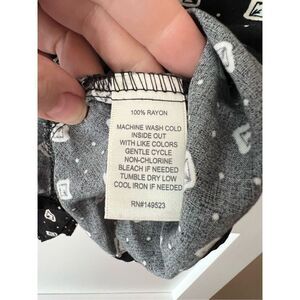 100% RAYON
MACHINE WASH COLD
INSIDE OUT
WITH LIKE COLORS
GENTLE CYCLE
NON-CHLORINE
BLEACH IF NEEDED
TUMBLE DRY LOW
COOL IRON IF NEEDED
RN#149523